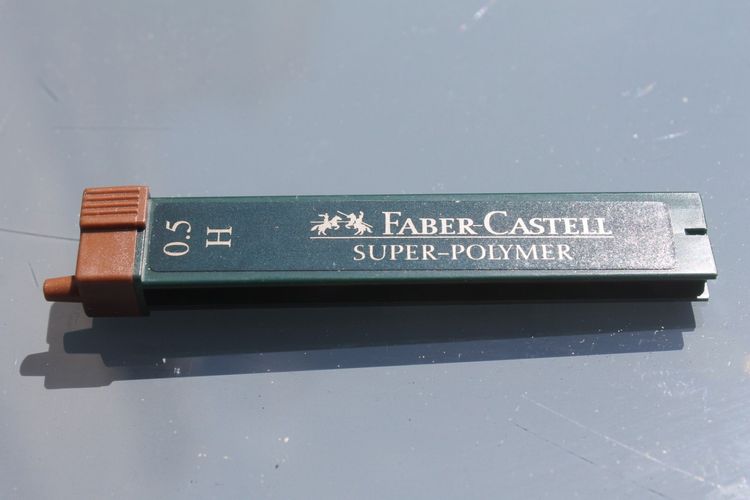 0.5
H
FABER-CASTELL
SUPER-POLYMER